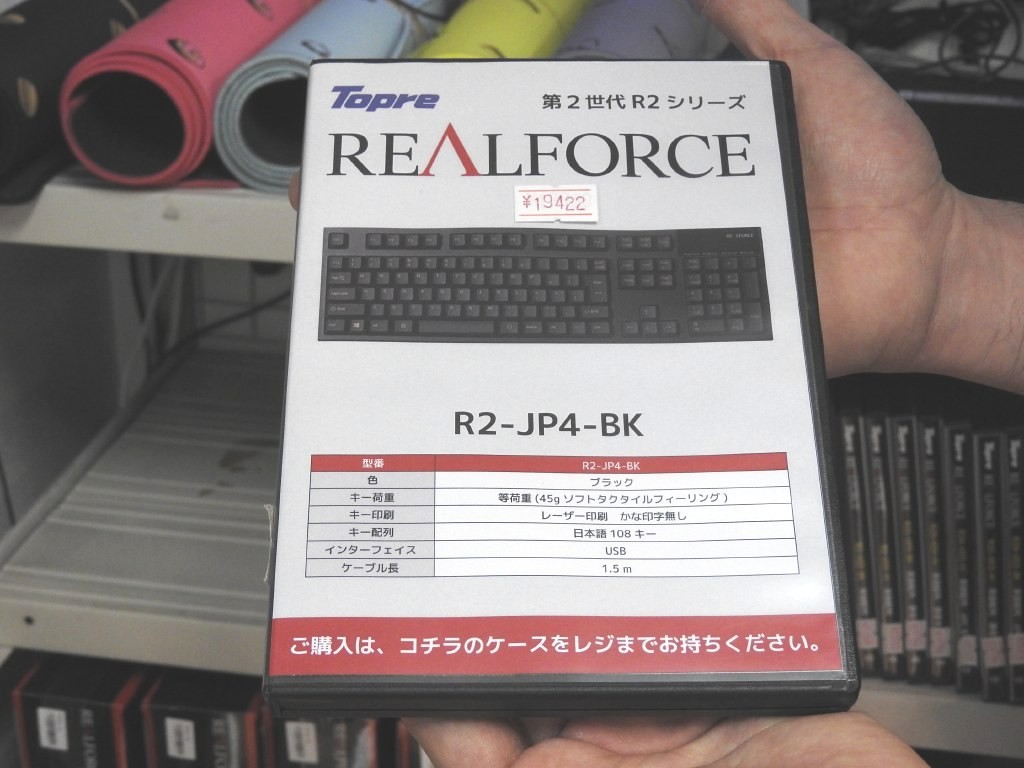 Topre
第2世代 R2 シリーズ
REALFORCE
¥19422
R2-JP4-BK
型番 R2-JP4-BK
色 ブラック
キー荷重 等荷重 (45g ソフトタクタイルフィーリング)
キー印刷 レーザー印刷 かな印字無し
キー配列 日本語 108 キー
インターフェイス USB
ケーブル長 1.5 m
ご購入は、コチラのケースをレジまでお持ちください。